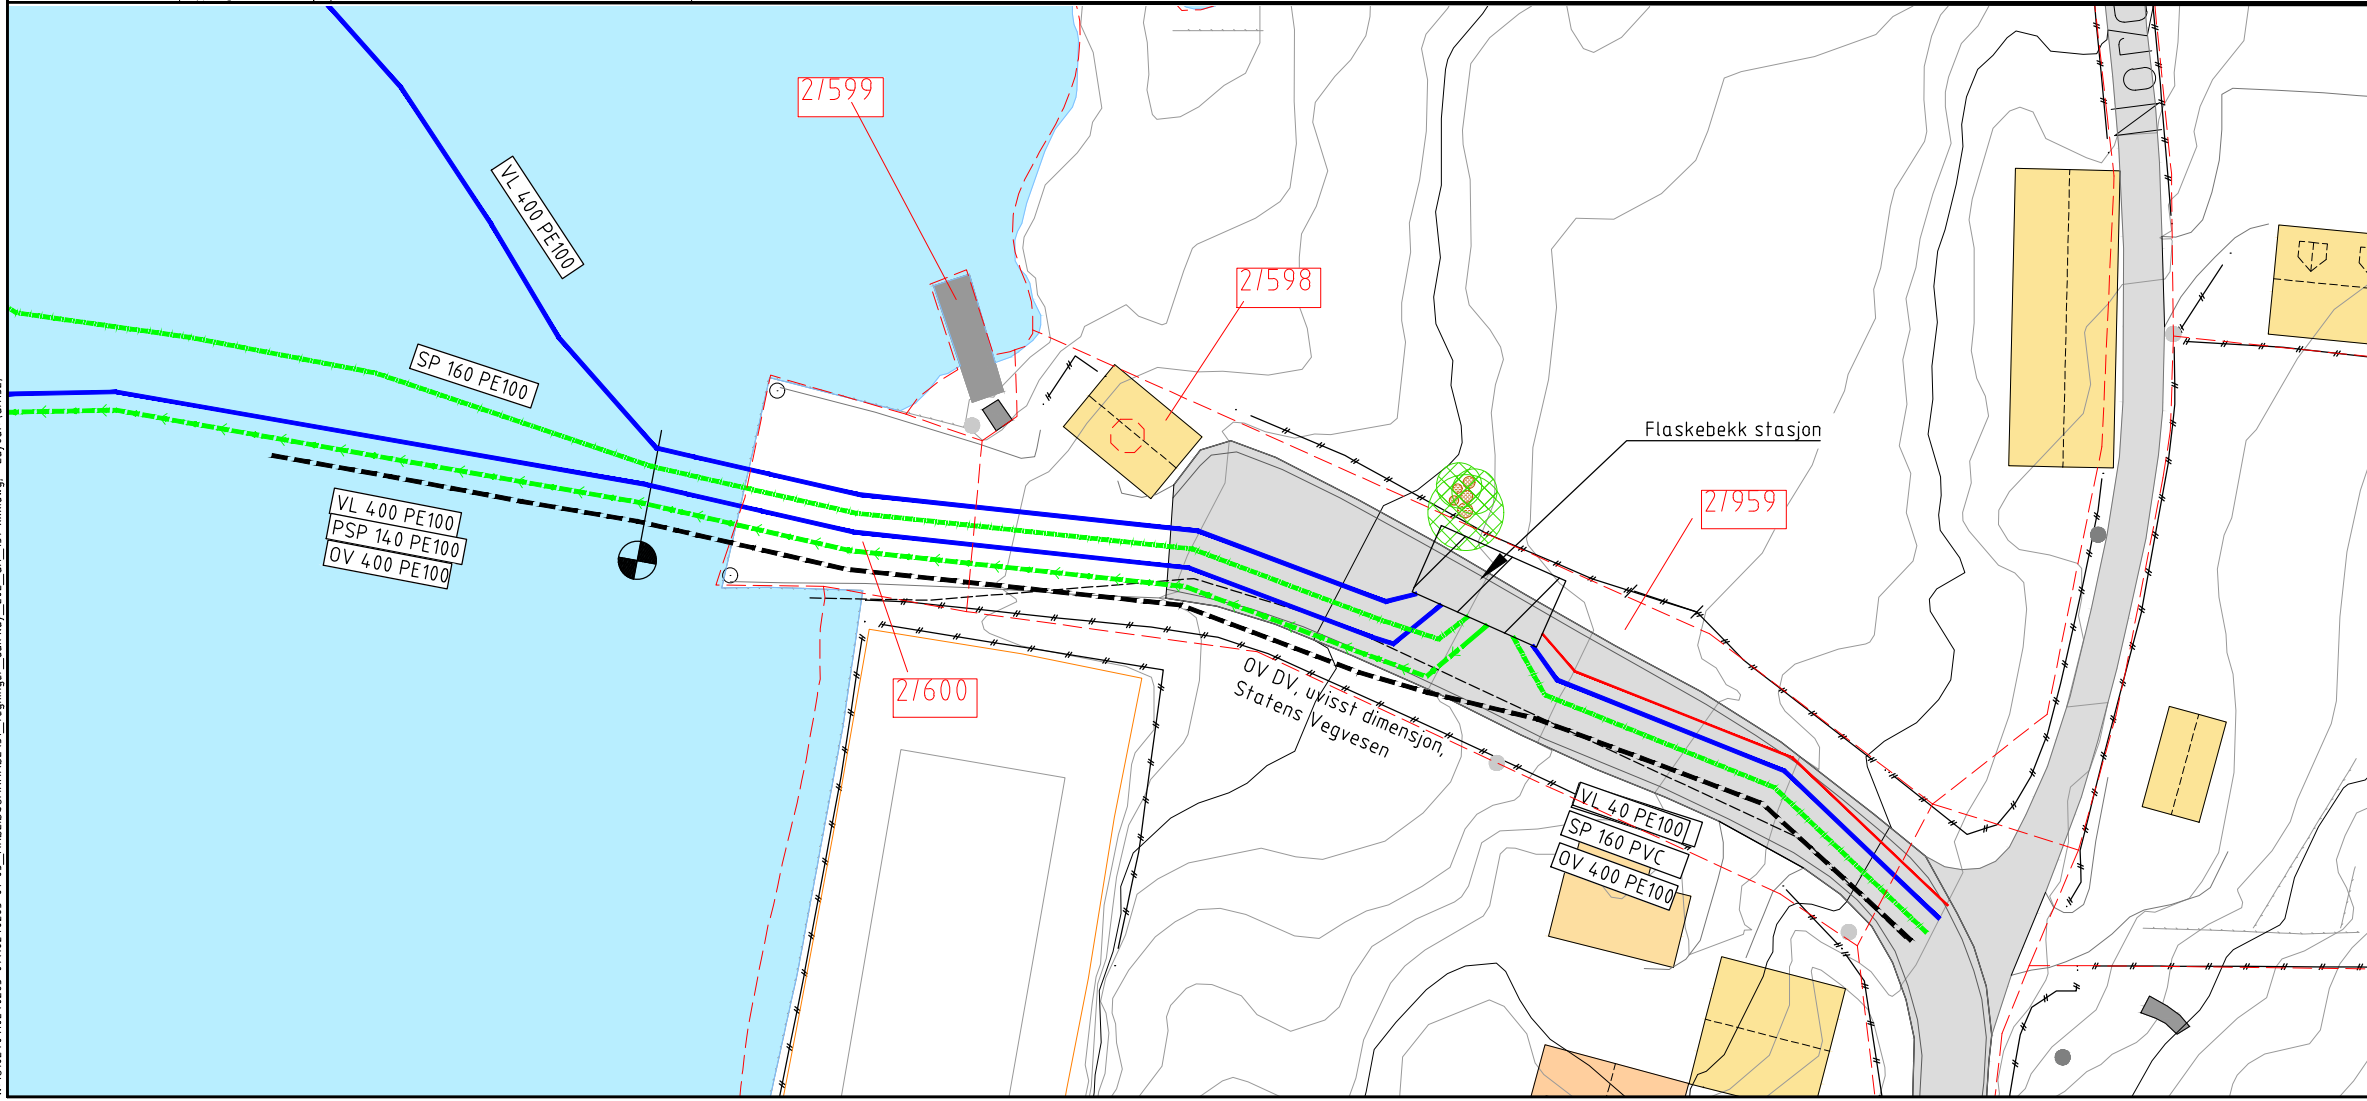 2/599
VL 400 PE100
2/598
SP 160 PE100
Flaskebekk stasjon
2/959
VL 400 PE100
PSP 140 PE100
OV 400 PE100
2/600
OV DV, uvisst dimensjon,
Statens Vegvesen
VL 40 PE100
SP 160 PVC
OV 400 PE100